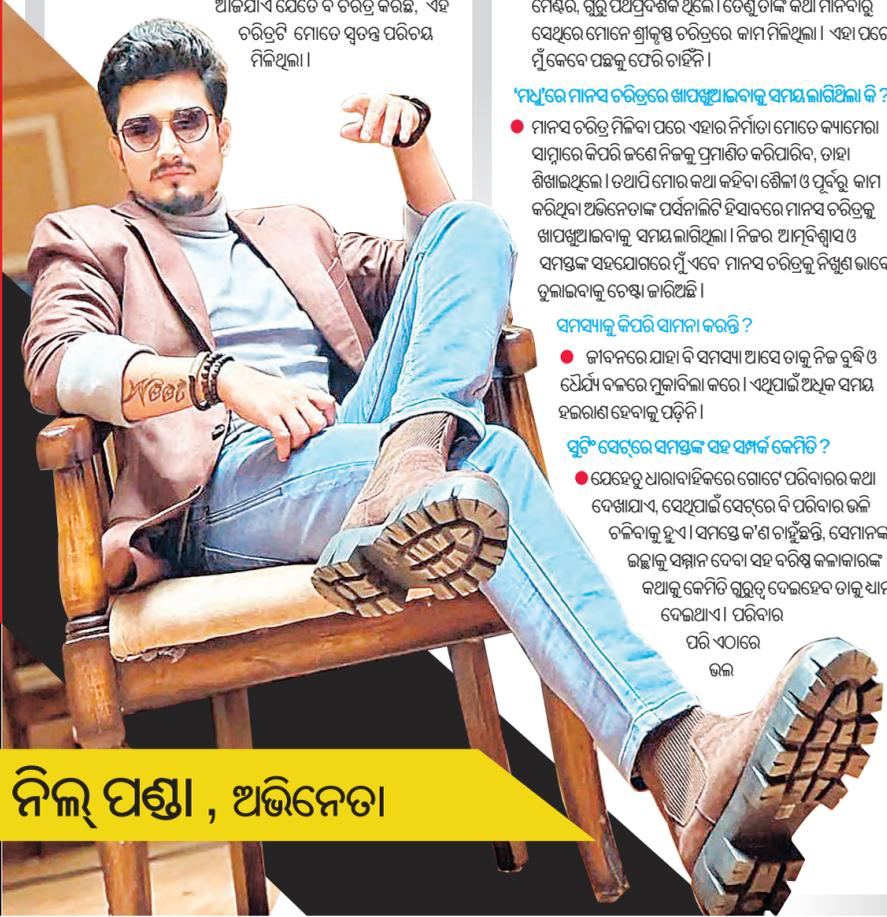 ଆଜିଯାଏ ଯେତେ ବି ଚରିତ୍ର କରିଛି, ଏହି
ଚରିତ୍ରଟି ମୋତେ ସ୍ୱତନ୍ତ୍ର ପରିଚୟ
ମିଳିଥିଲା ।
ମେଣ୍ଟର, ଗୁରୁ ପଥପ୍ରଦର୍ଶକ ଥିଲେ । ତେଣୁ ତାଙ୍କ କଥା ମାନିବାରୁ
ସେଥିରେ ମୋନେ ଶ୍ରୀକୃଷ୍ଣ ଚରିତ୍ରରେ କାମ ମିଳିଥିଲା । ଏହା ପରେ
ମୁଁ କେବେ ପଛକୁ ଫେରି ଚାହିଁନି ।
‘ମଧୁ’ରେ ମାନସ ଚରିତ୍ରରେ ଖାପଖୁଆଇବାକୁ ସମୟ ଲାଗିଥିଲା କି ?
● ମାନସ ଚରିତ୍ର ମିଳିବା ପରେ ଏହାର ନିର୍ମାତା ମୋତେ କ୍ୟାମେରା
ସାମ୍ନାରେ କିପରି ଜଣେ ନିଜକୁ ପ୍ରମାଣିତ କରିପାରିବ, ତାହା
ଶିଖାଇଥିଲେ । ତଥାପି ମୋର କଥା କହିବା ଶୈଳୀ ଓ ପୂର୍ବରୁ କାମ
କରିଥିବା ଅଭିନେତାଙ୍କ ପର୍ସନାଲିଟି ହିସାବରେ ମାନସ ଚରିତ୍ରକୁ
ଖାପଖୁଆଇବାକୁ ସମୟ ଲାଗିଥିଲା । ନିଜର ଆତ୍ମବିଶ୍ୱାସ ଓ
ସମସ୍ତଙ୍କ ସହଯୋଗରେ ମୁଁ ଏବେ ମାନସ ଚରିତ୍ରକୁ ନିଖୁଣ ଭାବେ
ତୁଲାଇବାକୁ ଚେଷ୍ଟା ଜାରିଅଛି ।
ସମସ୍ୟାକୁ କିପରି ସାମନା କରନ୍ତି ?
● ଜୀବନରେ ଯାହା ବି ସମସ୍ୟା ଆସେ ତାକୁ ନିଜ ବୁଦ୍ଧି ଓ
ଧୈର୍ଯ୍ୟ ବଳରେ ମୁକାବିଲା କରେ । ଏଥିପାଇଁ ଅଧିକ ସମୟ
ହଇରାଣ ହେବାକୁ ପଡ଼ିନି ।
ସୁଟିଂ ସେଟ୍‌ରେ ସମସ୍ତଙ୍କ ସହ ସମ୍ପର୍କ କେମିତି ?
● ଯେହେତୁ ଧାରାବାହିକରେ ଗୋଟେ ପରିବାରର କଥା
ଦେଖାଯାଏ, ସେଥିପାଇଁ ସେଟ୍‌ରେ ବି ପରିବାର ଭଳି
ଚଳିବାକୁ ହୁଏ । ସମସ୍ତେ କ’ଣ ଚାହୁଁଛନ୍ତି, ସେମାନଙ୍କ
ଇଚ୍ଛାକୁ ସମ୍ମାନ ଦେବା ସହ ବରିଷ୍ଠ କଳାକାରଙ୍କ
କଥାକୁ କେମିତି ଗୁରୁତ୍ୱ ଦେଇହେବ ତାକୁ ଧ୍ୟାନ
ଦେଇଥାଏ । ପରିବାର
ପରି ଏଠାରେ
ଭଲ
ନିଲ୍ ପଣ୍ଡା , ଅଭିନେତା